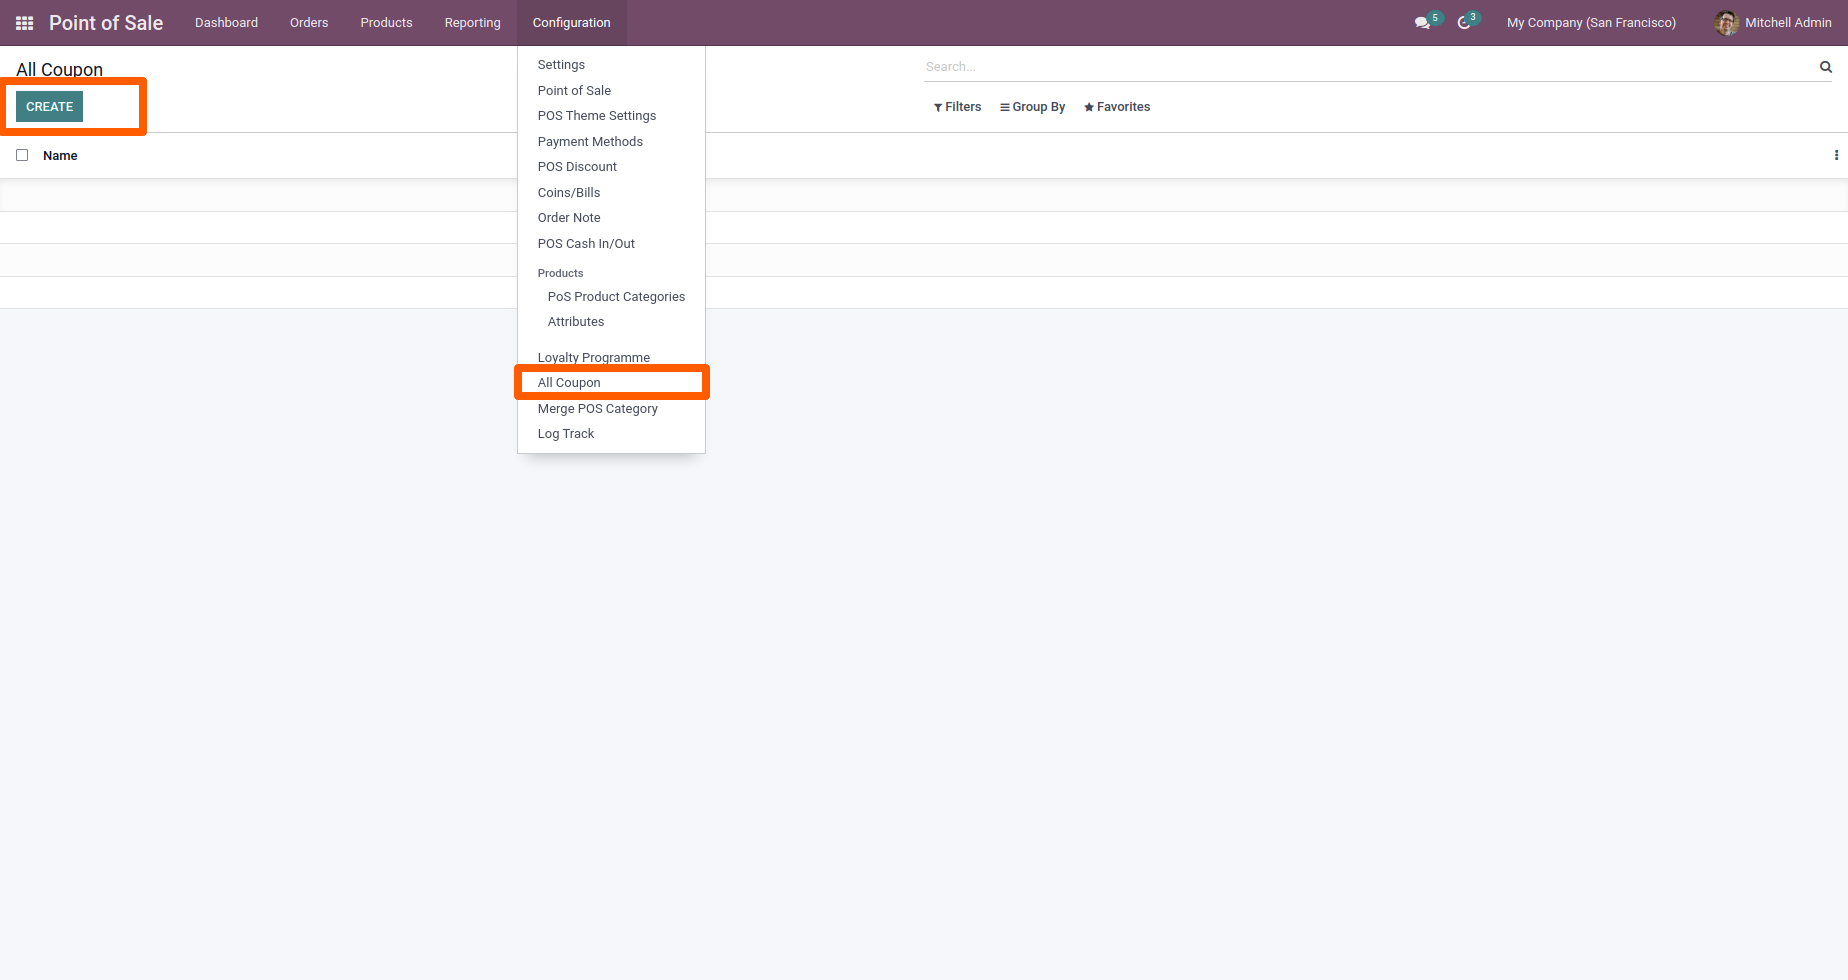 Point of Sale Dashboard Orders Products Reporting Configuration 5 3 My Company (San Francisco) Mitchell Admin
All Coupon
Search...
CREATE
Filters Group By Favorites
Name
Settings
Point of Sale
POS Theme Settings
Payment Methods
POS Discount
Coins/Bills
Order Note
POS Cash In/Out
Products
PoS Product Categories
Attributes
Loyalty Programme
All Coupon
Merge POS Category
Log Track